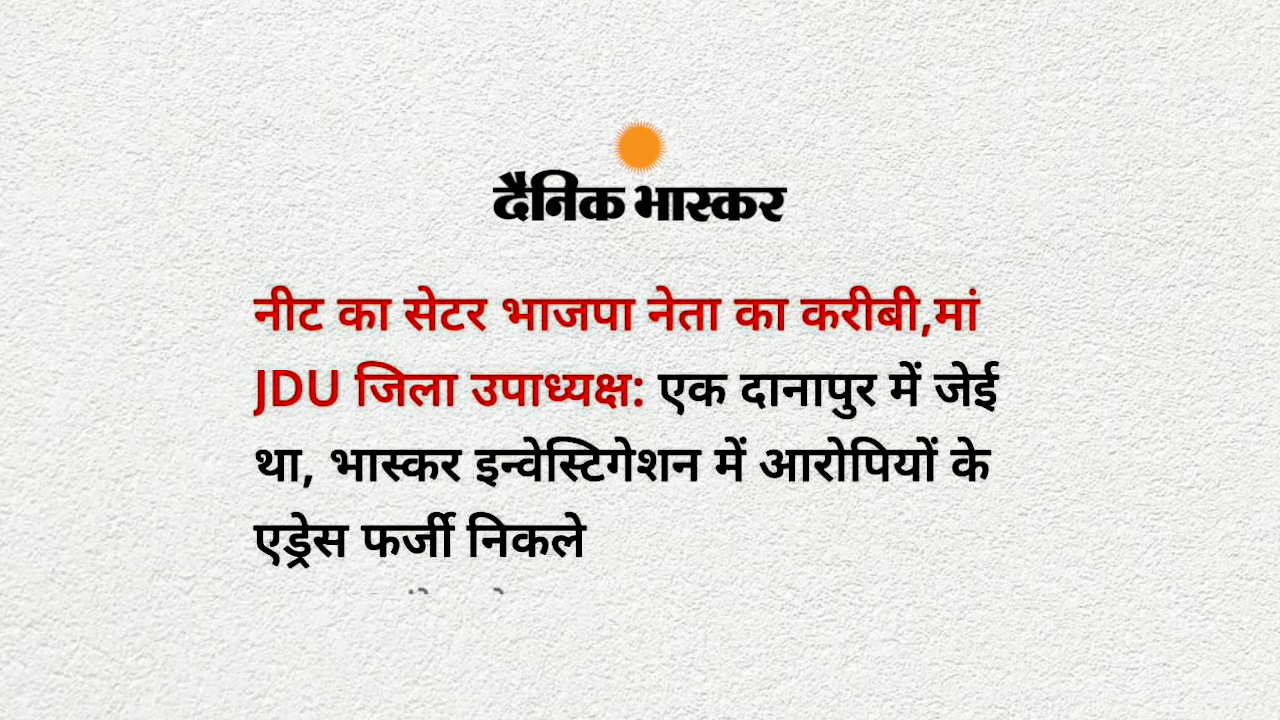 दैनिक भास्कर
नीट का सेटर भाजपा नेता का करीबी,मां
JDU जिला उपाध्यक्ष: एक दानापुर में जेई
था, भास्कर इन्वेस्टिगेशन में आरोपियों के
एड्रेस फर्जी निकले